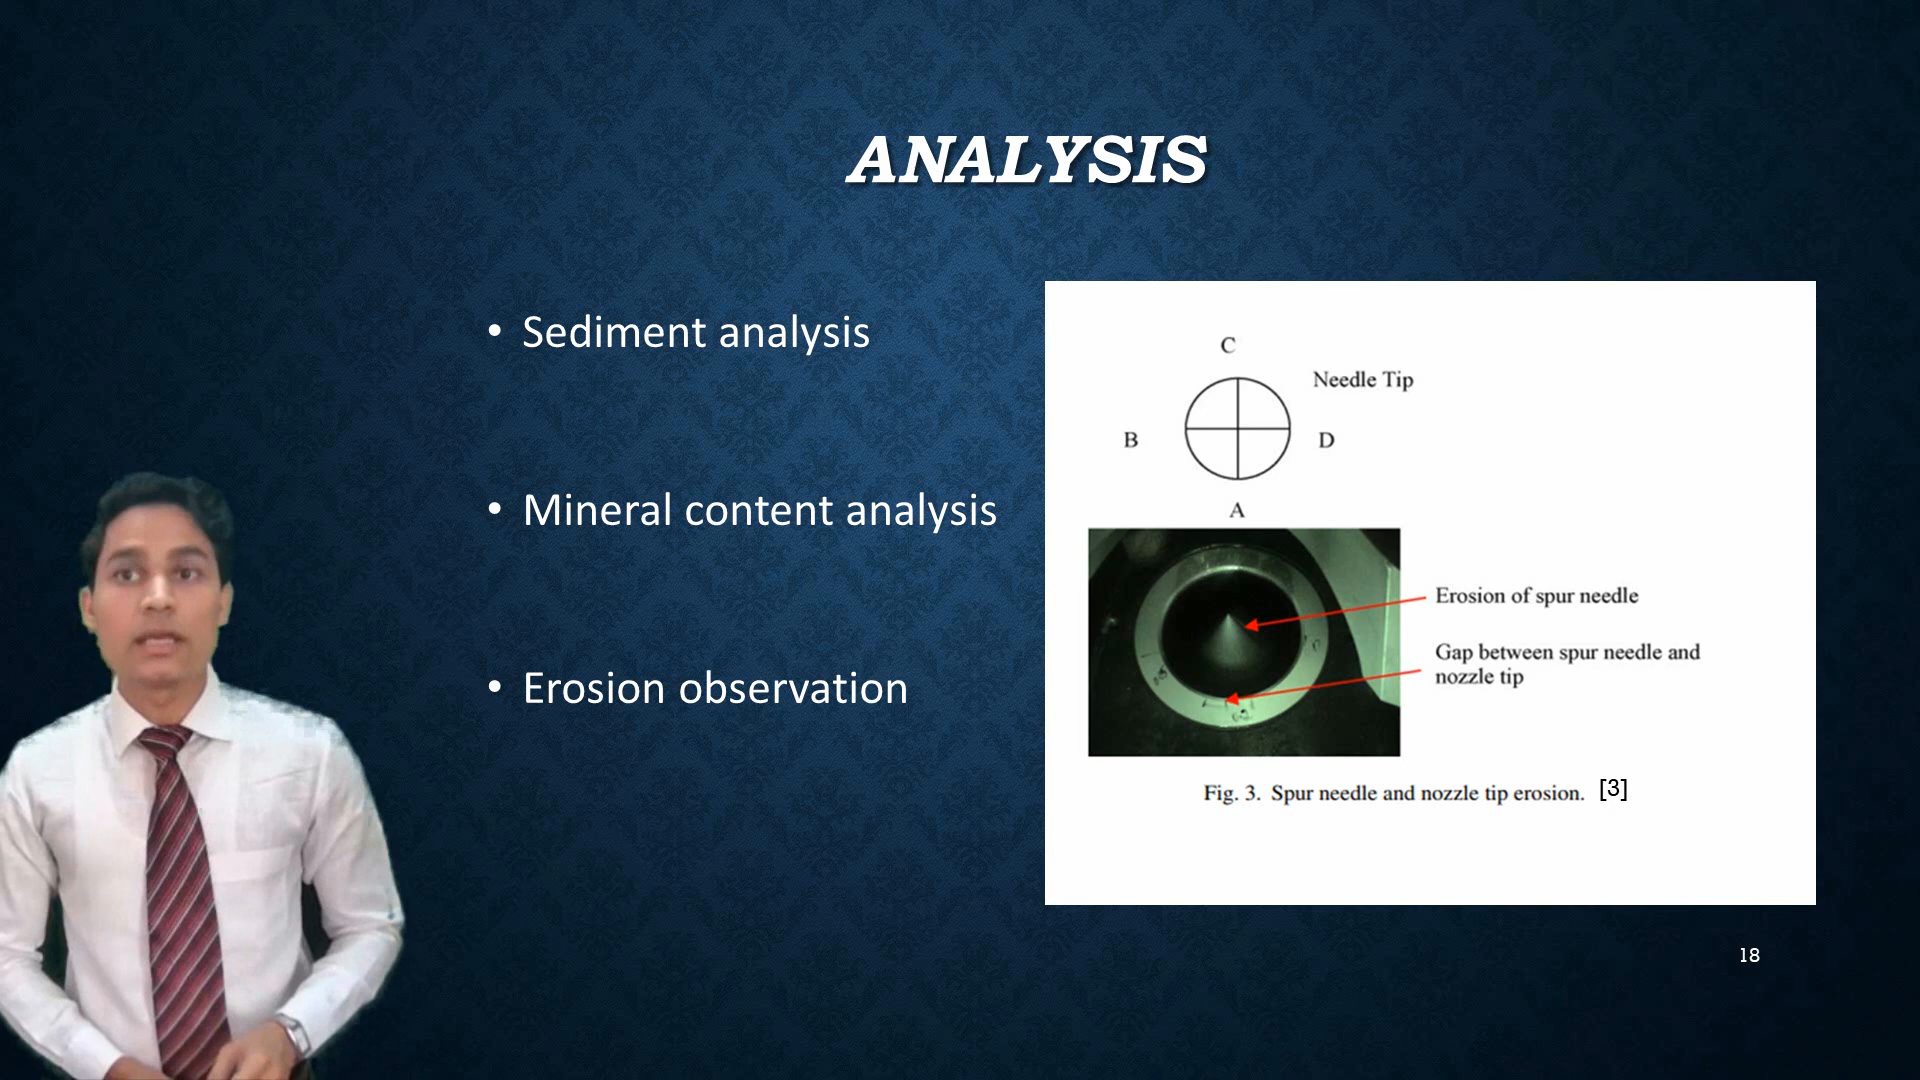 ANALYSIS
• Sediment analysis
• Mineral content analysis
• Erosion observation
C
Needle Tip
B
D
A
Erosion of spur needle
Gap between spur needle and
nozzle tip
Fig. 3. Spur needle and nozzle tip erosion. [3]
18